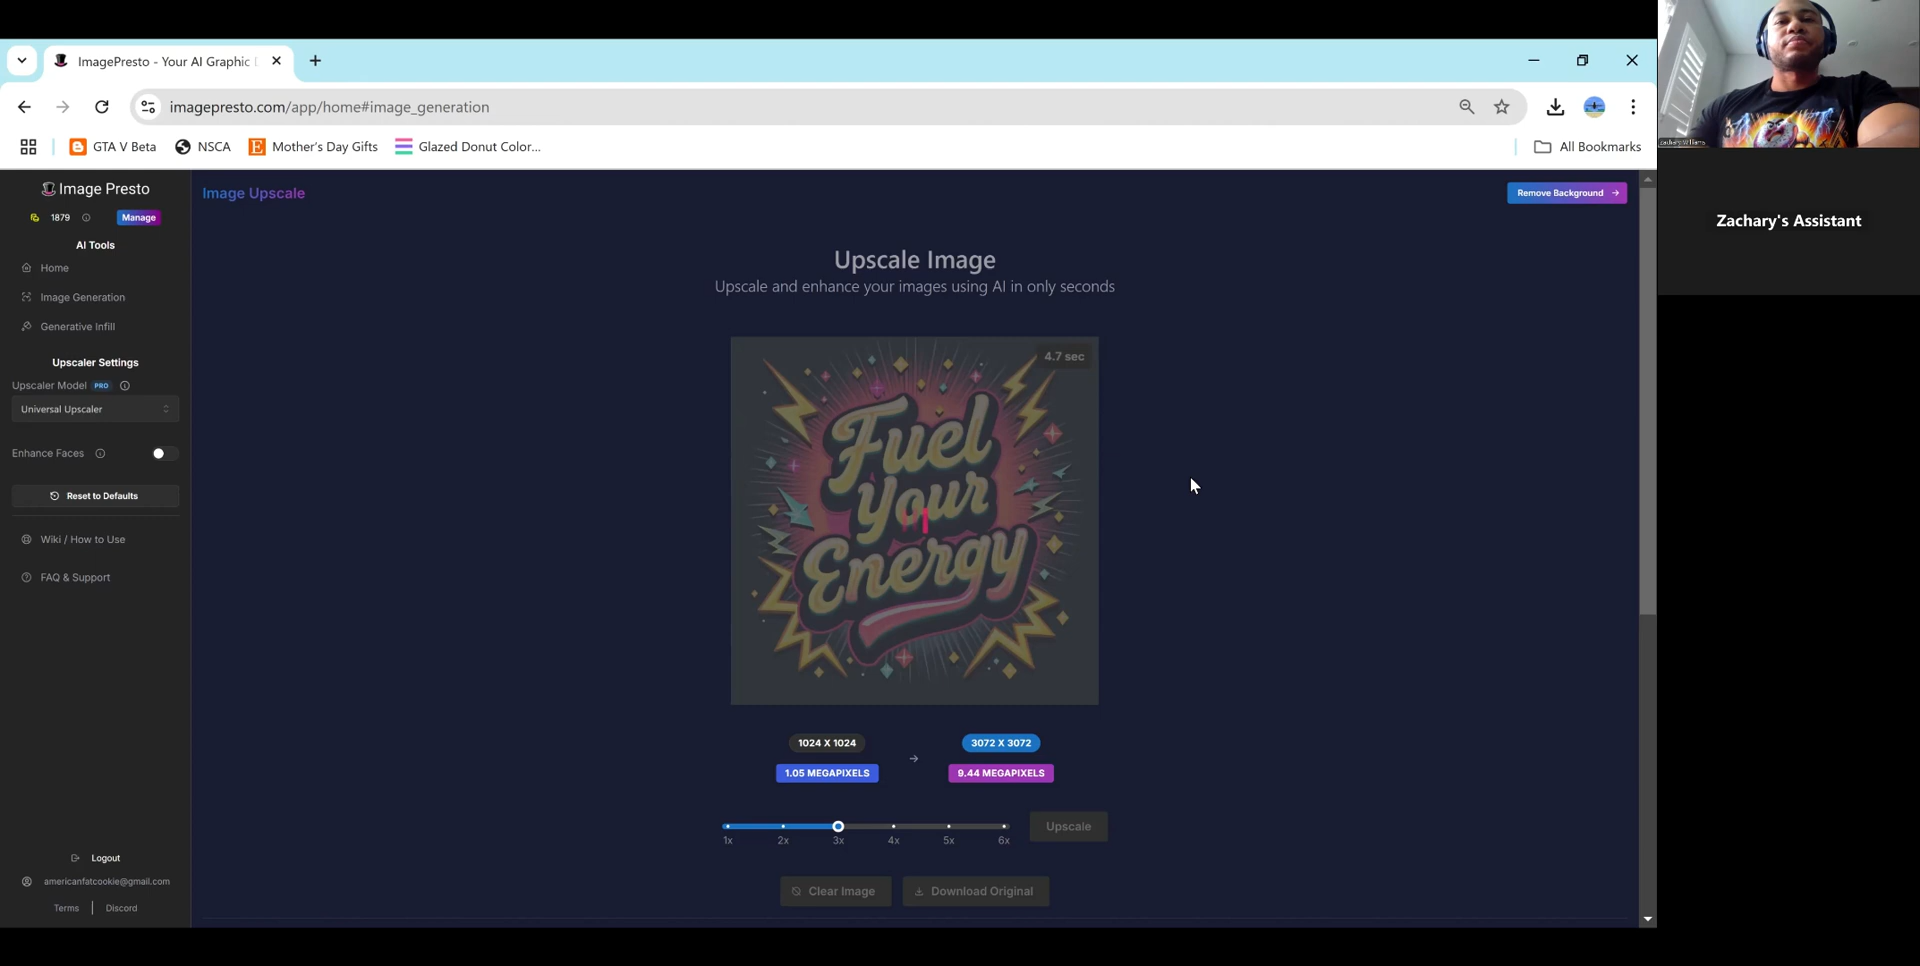 ImagePresto - Your AI Graphic
imagepresto.com/app/home#image_generation
GTA V Beta
NSCA
Mother's Day Gifts
Glazed Donut Color...
All Bookmarks
Image Presto
1879
Manage
AI Tools
Home
Image Generation
Generative Infill
Upscaler Settings
Upscaler Model PRO
Universal Upscaler
Enhance Faces
Reset to Defaults
Wiki / How to Use
FAQ & Support
Logout
americanfatcookie@gmail.com
Terms | Discord
Image Upscale
Remove Background →
Upscale Image
Upscale and enhance your images using AI in only seconds
4.7 sec
Fuel
Your
Energy
1024 X 1024 → 3072 X 3072
1.05 MEGAPIXELS 9.44 MEGAPIXELS
1x 2x 3x 4x 5x 6x
Upscale
Clear Image
Download Original
Zachary Williams
Zachary's Assistant